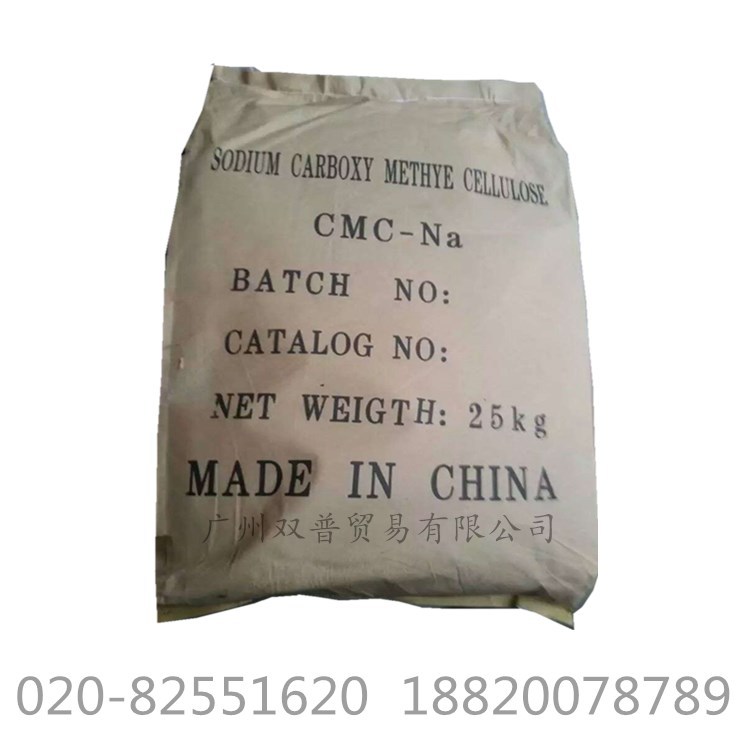 SODIUM CARBOXY METHYE CELLULOSE
CMC-Na
BATCH NO:
CATALOG NO:
NET WEIGTH: 25kg
MADE IN CHINA
广州双普贸易有限公司
020-82551620 18820078789